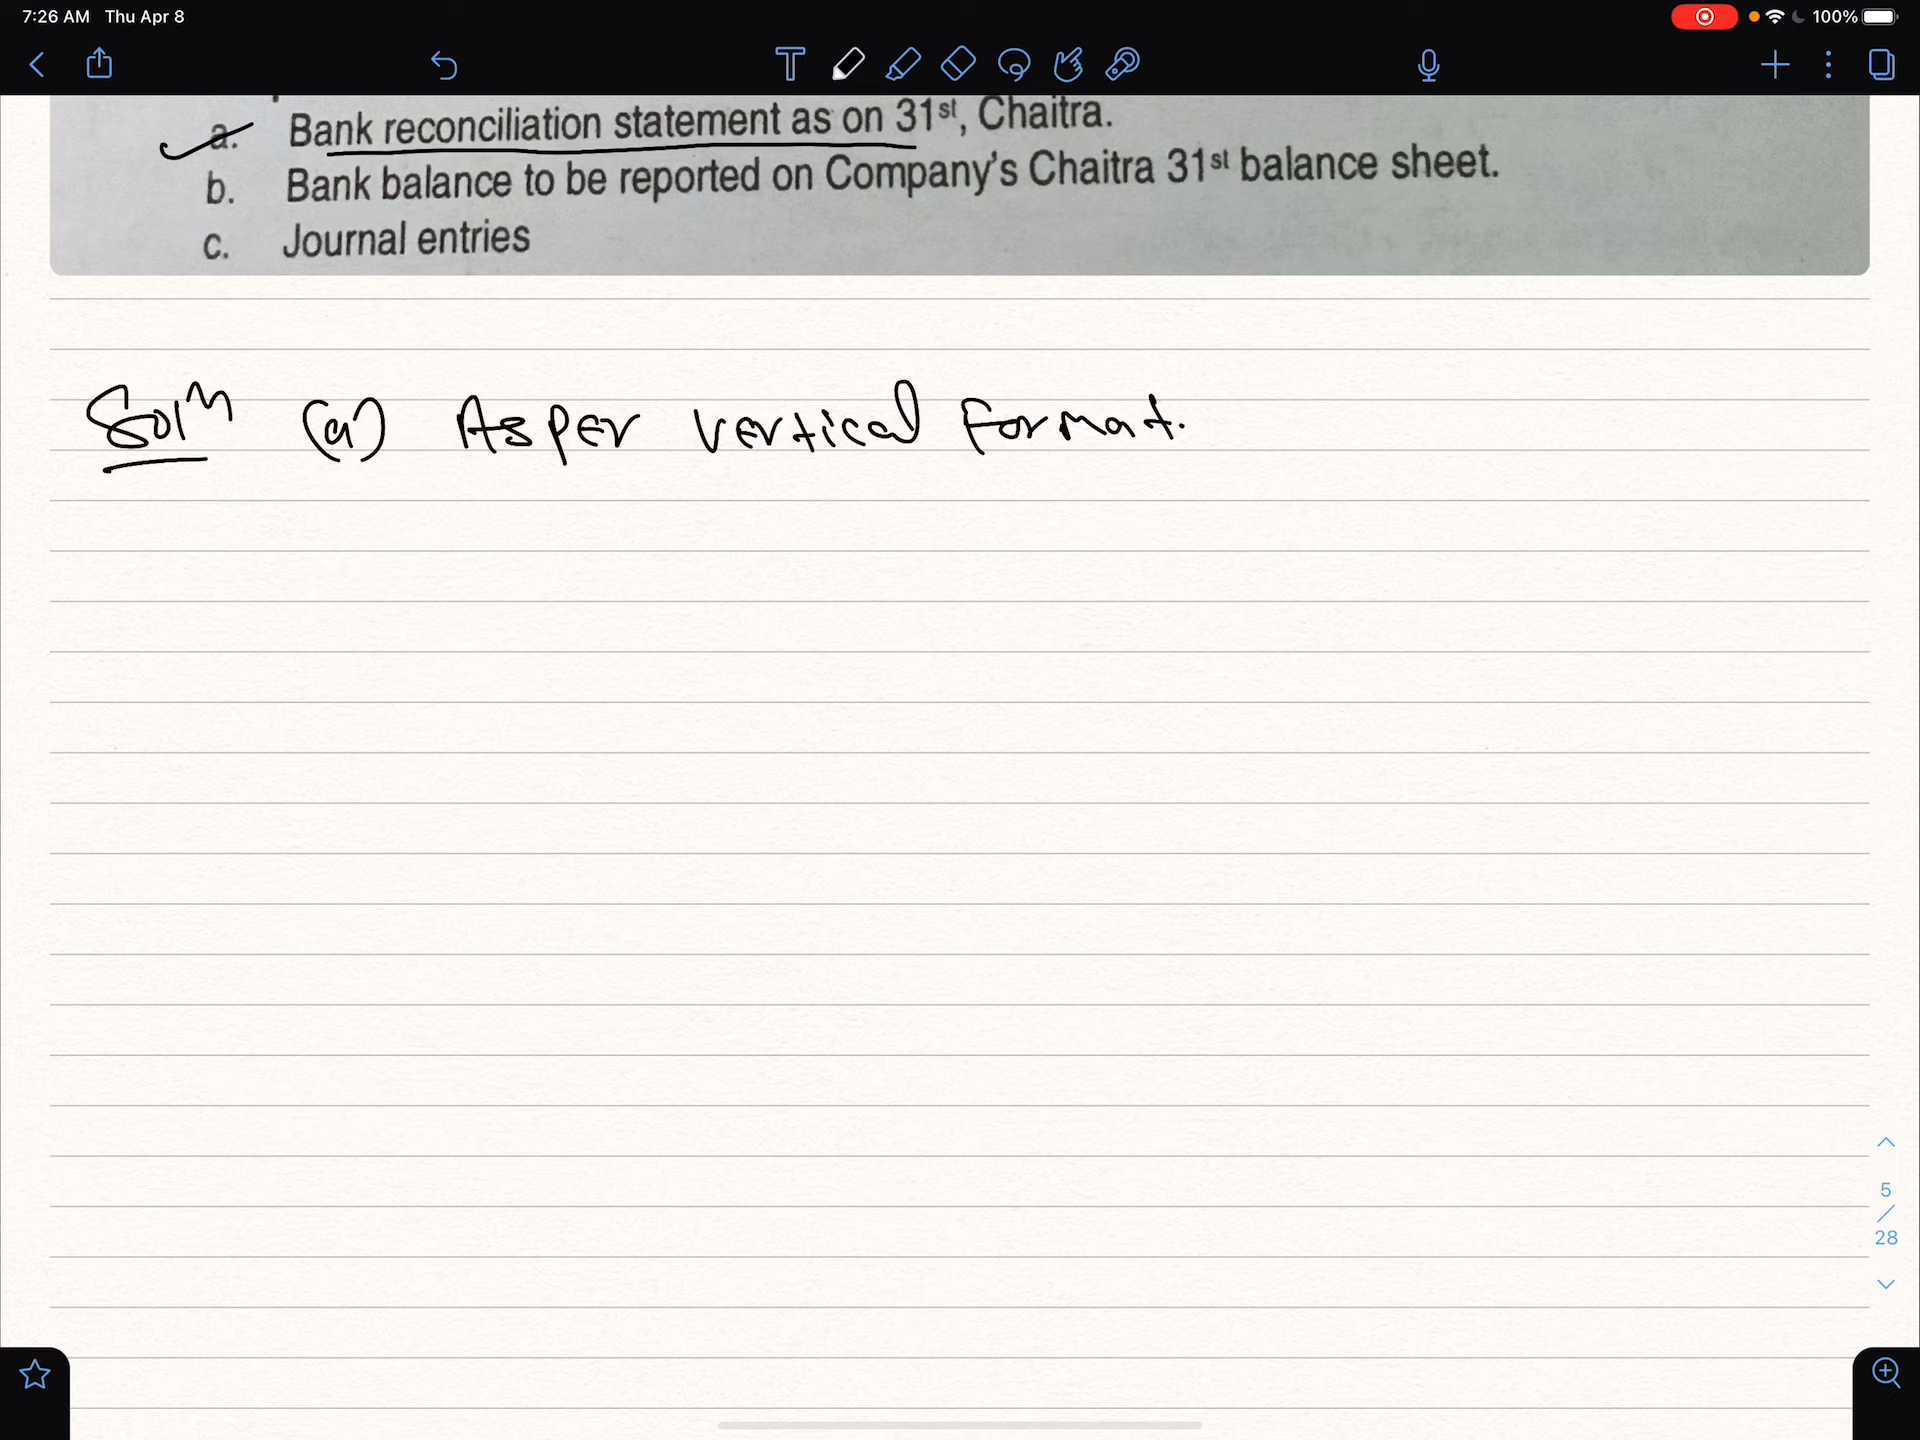 7:26 AM Thu Apr 8
100%
a. Bank reconciliation statement as on 31st, Chaitra.
b. Bank balance to be reported on Company's Chaitra 31st balance sheet.
c. Journal entries
Soln (a) As per vertical format.
5
/
28